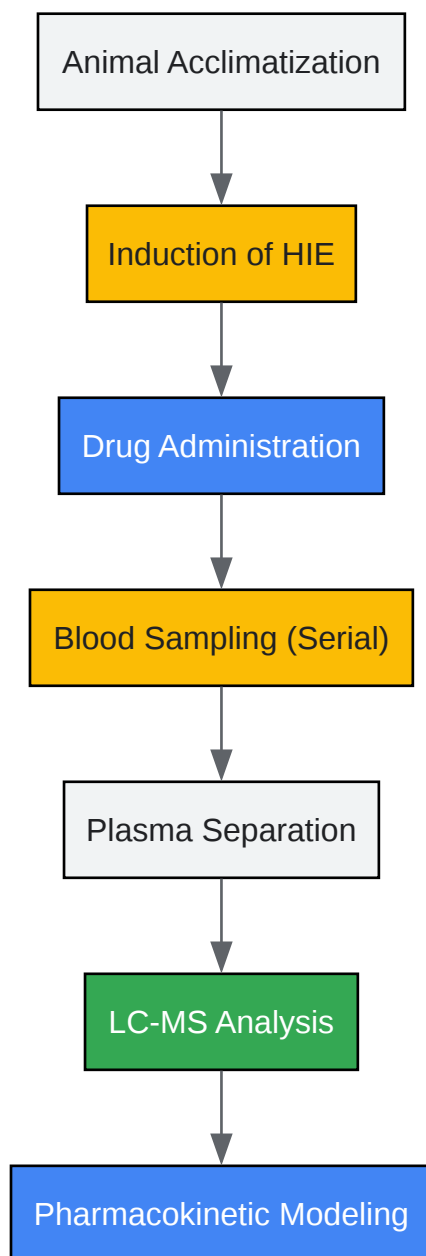 Animal Acclimatization
Induction of HIE
Drug Administration
Blood Sampling (Serial)
Plasma Separation
LC-MS Analysis
Pharmacokinetic Modeling